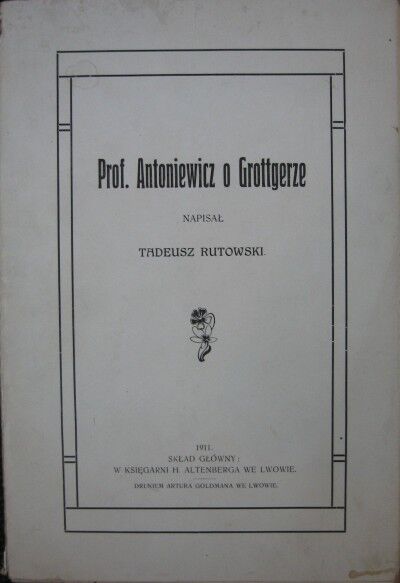 Prof. Antoniewicz o Grottgerze
NAPISAŁ
TADEUSZ RUTOWSKI.
1911.
SKŁAD GŁÓWNY:
W KSIĘGARNI H. ALTENBERGA WE LWOWIE.
DRUKIEM ARTURA GOLDMANA WE LWOWIE.